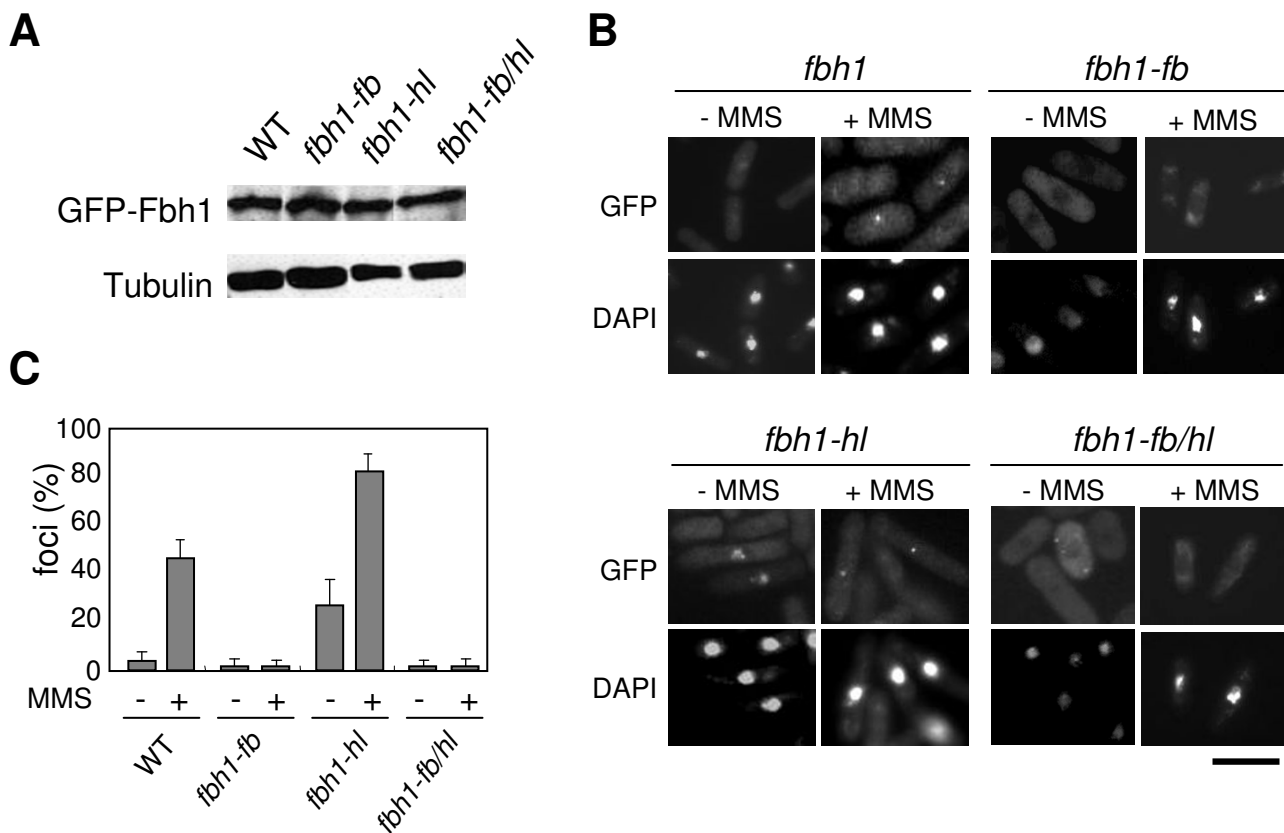 A
WT
fbh1-fb
fbh1-hl
fbh1-fb/hl
GFP-Fbh1
Tubulin
B
fbh1
fbh1-fb
- MMS
+ MMS
- MMS
+ MMS
GFP
DAPI
fbh1-hl
fbh1-fb/hl
- MMS
+ MMS
- MMS
+ MMS
GFP
DAPI
C
foci (%)
100
80
60
40
20
0
MMS - + - + - + - +
WT
fbh1-fb
fbh1-hl
fbh1-fb/hl